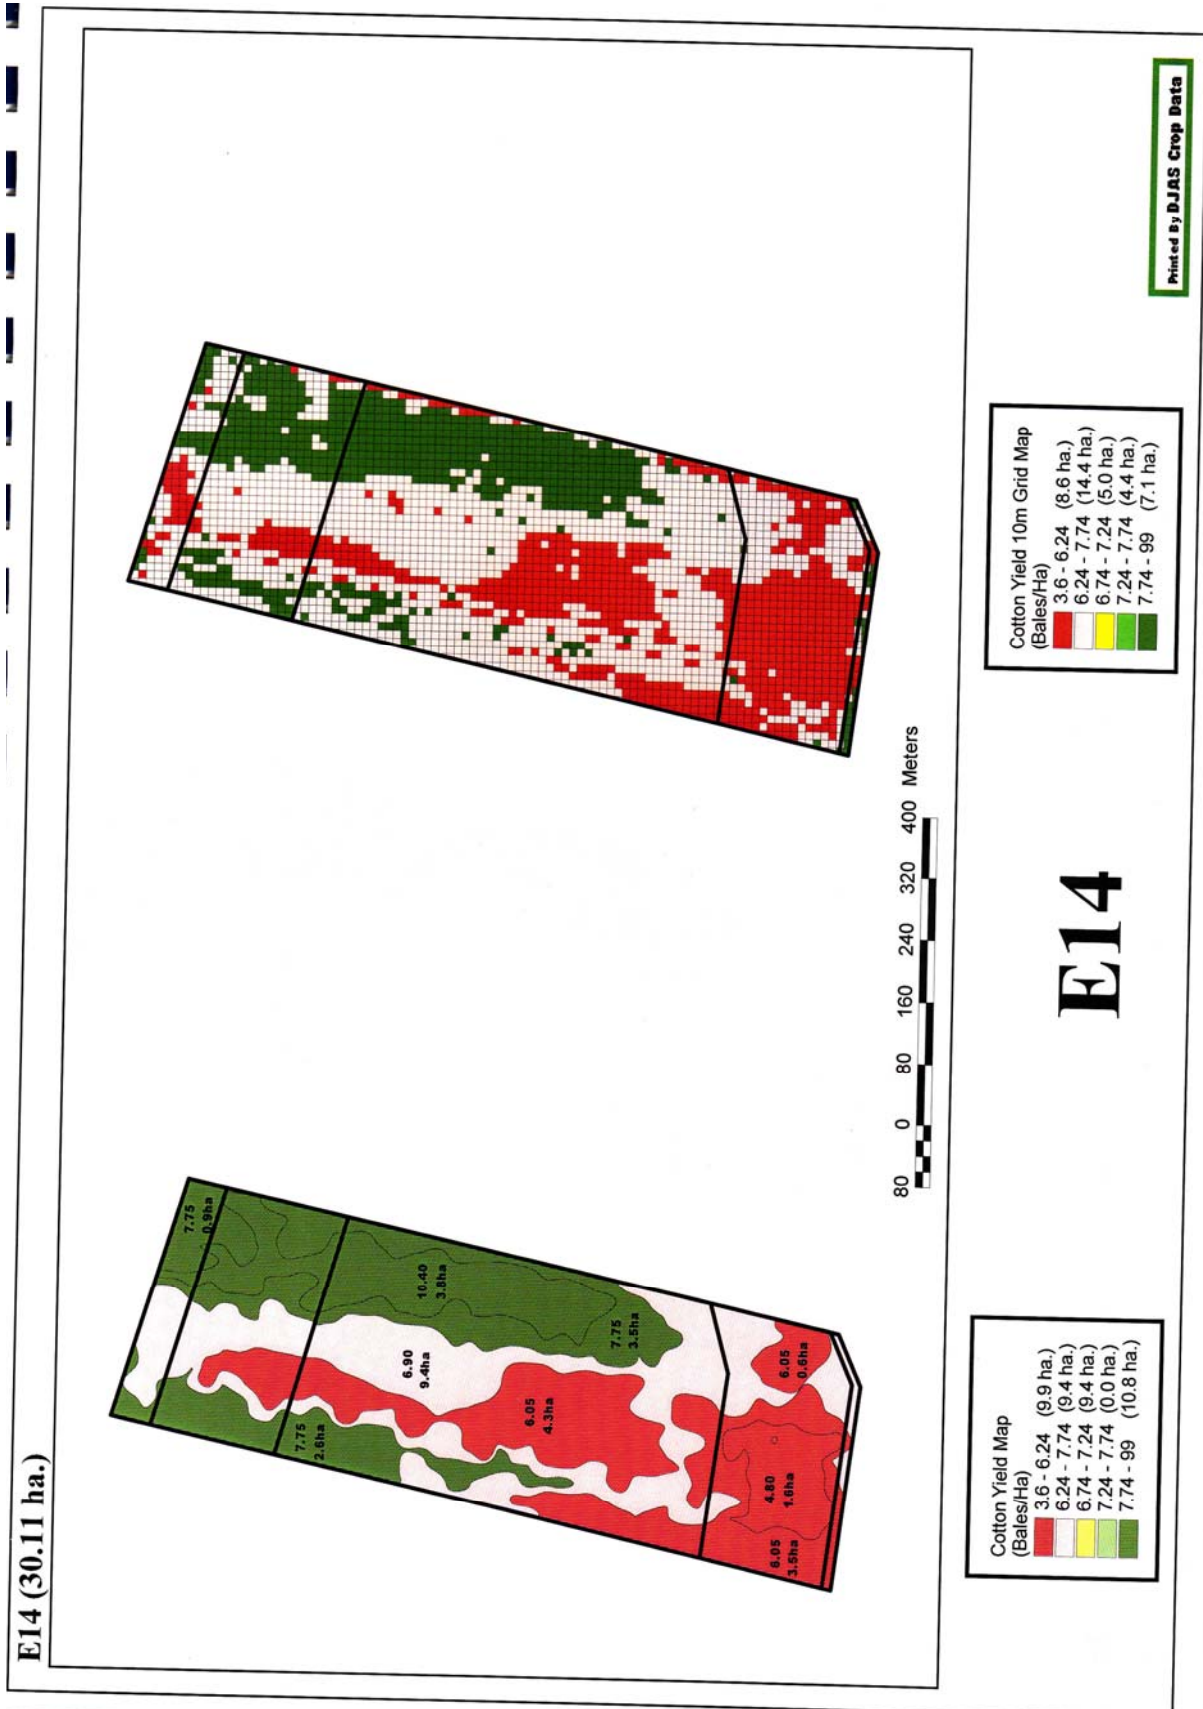 E14 (30.11 ha.)
7.75
0.9ha
10.40
3.8ha
7.75
3.5ha
6.90
9.4ha
7.75
2.6ha
6.05
4.3ha
6.05
0.6ha
4.80
1.6ha
6.05
3.5ha
80 0 80 160 240 320 400 Meters
Cotton Yield Map
(Bales/Ha)
3.6 - 6.24 (9.9 ha.)
6.24 - 7.74 (9.4 ha.)
6.74 - 7.24 (9.4 ha.)
7.24 - 7.74 (0.0 ha.)
7.74 - 99 (10.8 ha.)
E14
Cotton Yield 10m Grid Map
(Bales/Ha)
3.6 - 6.24 (8.6 ha.)
6.24 - 7.74 (14.4 ha.)
6.74 - 7.24 (5.0 ha.)
7.24 - 7.74 (4.4 ha.)
7.74 - 99 (7.1 ha.)
Printed By DJAS Crop Data